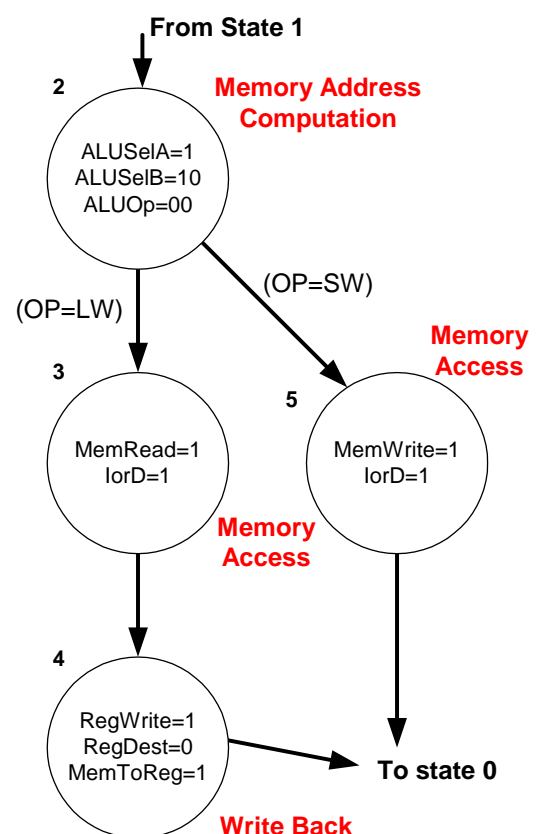 From State 1
2
Memory Address
Computation
ALUSelA=1
ALUSelB=10
ALUOp=00
(OP=LW)
(OP=SW)
Memory
Access
3
5
MemRead=1
IorD=1
MemWrite=1
IorD=1
Memory
Access
4
RegWrite=1
RegDest=0
MemToReg=1
To state 0
Write Back